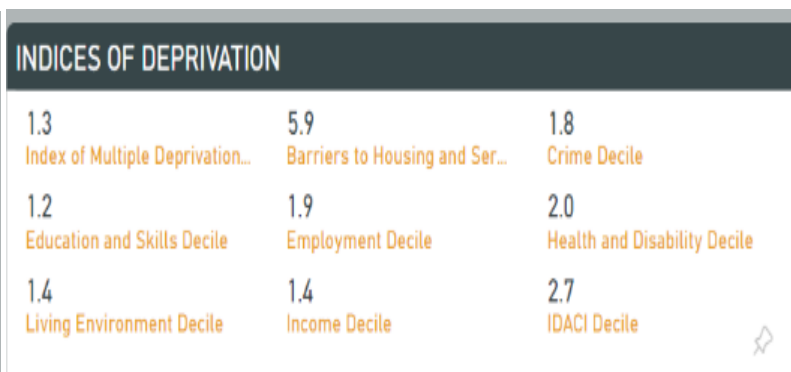 INDICES OF DEPRIVATION
1.3
Index of Multiple Deprivation...
5.9
Barriers to Housing and Ser...
1.8
Crime Decile
1.2
Education and Skills Decile
1.9
Employment Decile
2.0
Health and Disability Decile
1.4
Living Environment Decile
1.4
Income Decile
2.7
IDACI Decile